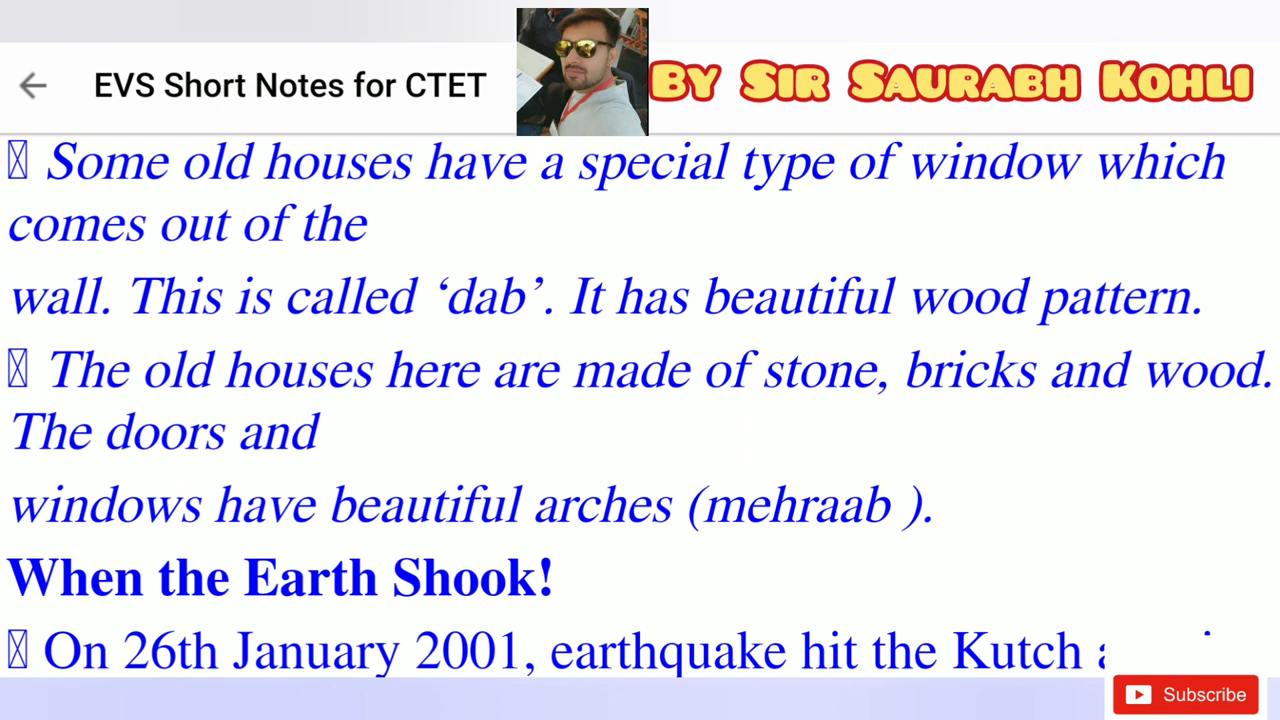 EVS Short Notes for CTET
By Sir Saurabh Kohli
Some old houses have a special type of window which
comes out of the
wall. This is called ‘dab’. It has beautiful wood pattern.
The old houses here are made of stone, bricks and wood.
The doors and
windows have beautiful arches (mehraab ).
When the Earth Shook!
On 26th January 2001, earthquake hit the Kutch
Subscribe